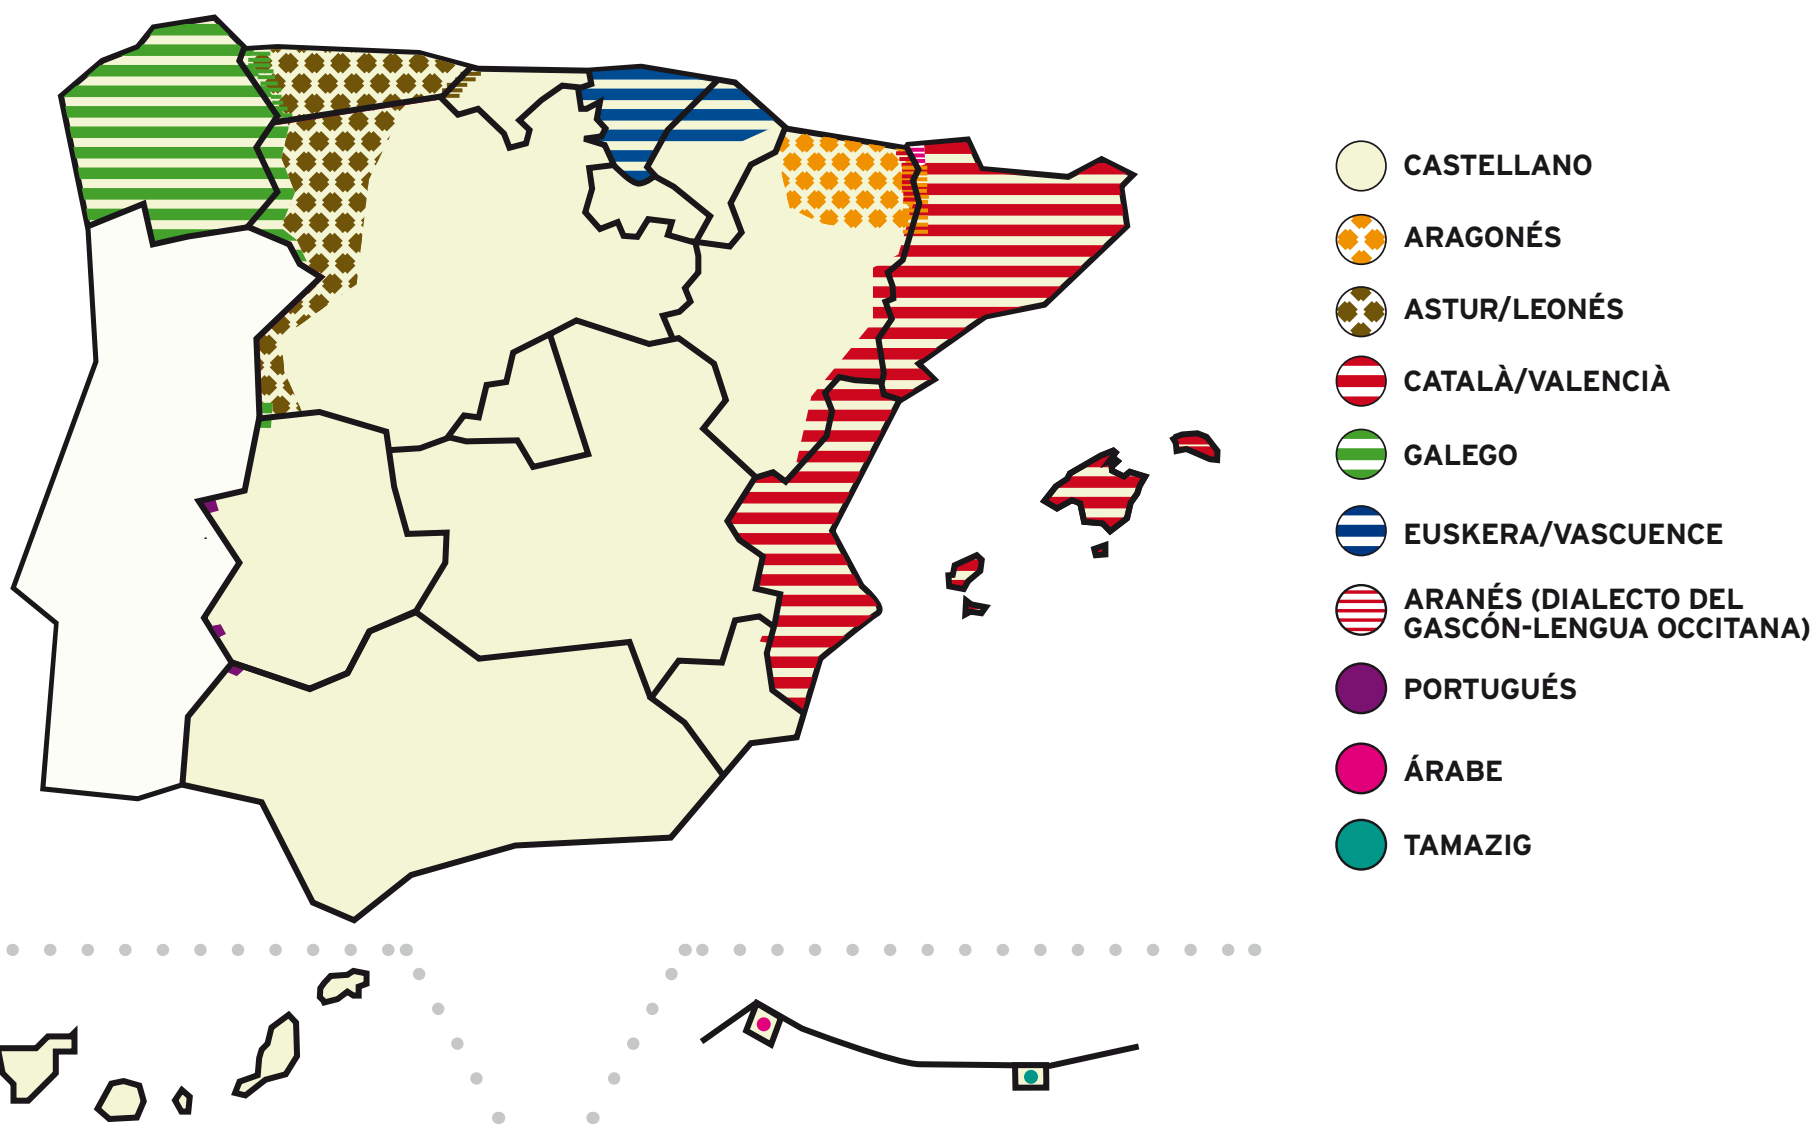 CASTELLANO
ARAGONÉS
ASTUR/LEONÉS
CATALÀ/VALENCIÀ
GALEGO
EUSKERA/VASCUENCE
ARANÉS (DIALECTO DEL
GASCÓN-LENGUA OCCITANA)
PORTUGUÉS
ÁRABE
TAMAZIG